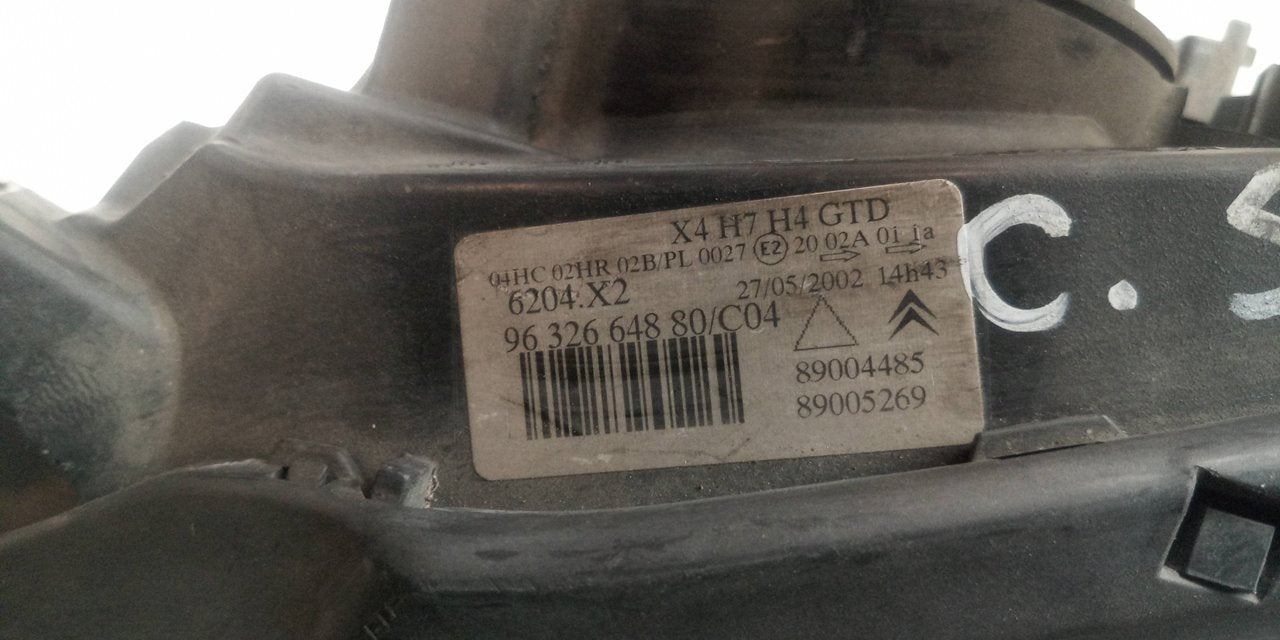 X4 H7 H4 GTD
04HC 02HR 02B/PL 0027 E2 20 02A 01 1a
6204.X2
27/05/2002 14h43
96 326 648 80/C04
89004485
89005269
C.5